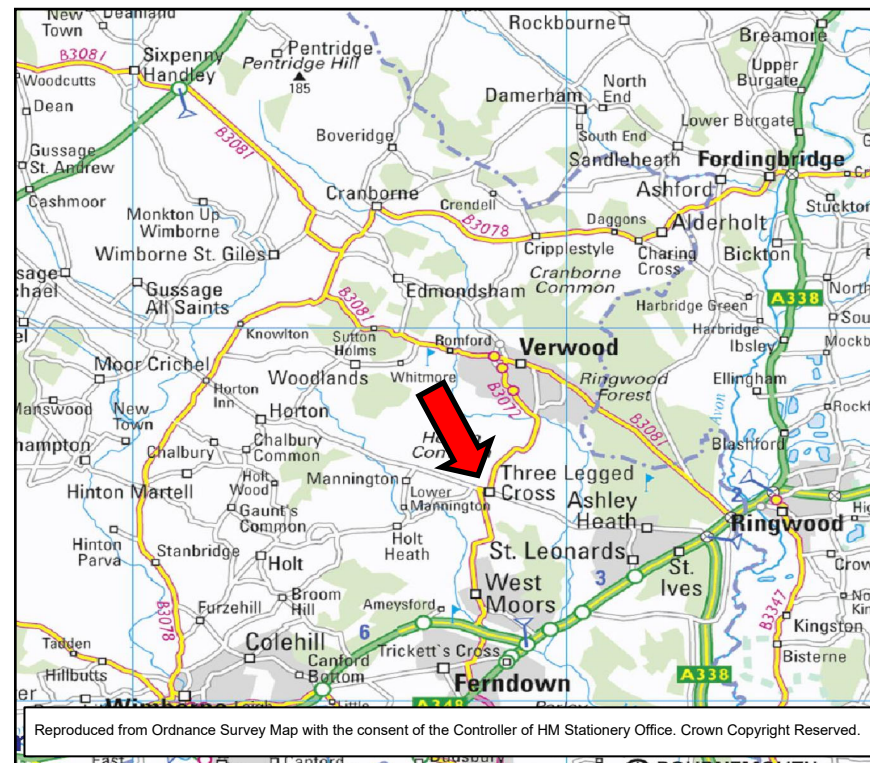 New
Town
Deanland
Rockbourne
Breamore
B3081
Sixpenny
Handley
Pentridge
Pentridge Hill
185
Woodcutts
Dean
Upper
Burgate
Damerham
North
End
Lower Burgate
South End
Boveridge
B3081
Gussage
St. Andrew
Sandleheath
Fordingbridge
Ashford
Cashmoor
Cranborne
Crendell
Monkton Up
Wimborne
B3078
Daggons
Alderholt
Stuckton
Wimborne St. Giles
Cripplestyle
Charing
Cross
Bickton
Cranborne
Common
Gussage
All Saints
Edmondsham
Harbridge Green
A338
North
Harbridge
Ibsley
Knowlton
B3081
Sutton
Holms
Romford
Verwood
Moor Crichel
Woodlands
Whitmore
B3072
Ringwood
Forest
Ellingham
Horton
Inn
Manswood
New
Town
Horton
Avon
B3081
Blashford
Chalbury
Chalbury
Common
Three Legged
Cross
Hinton Martell
Holt
Wood
Mannington
Lower
Mannington
Ashley
Heath
2
Ringwood
Gaunt's
Common
Holt
Heath
Hinton
Parva
Stanbridge
Holt
St. Leonards
St.
Ives
3
West
Moors
Broom
Hill
Ameysford
B3347
Kingston
Furzehill
B3078
6
Colehill
Bisterne
Tadden
Hillbutts
Canford
Bottom
Trickett's Cross
A338
Ferndown
Reproduced from Ordnance Survey Map with the consent of the Controller of HM Stationery Office. Crown Copyright Reserved.